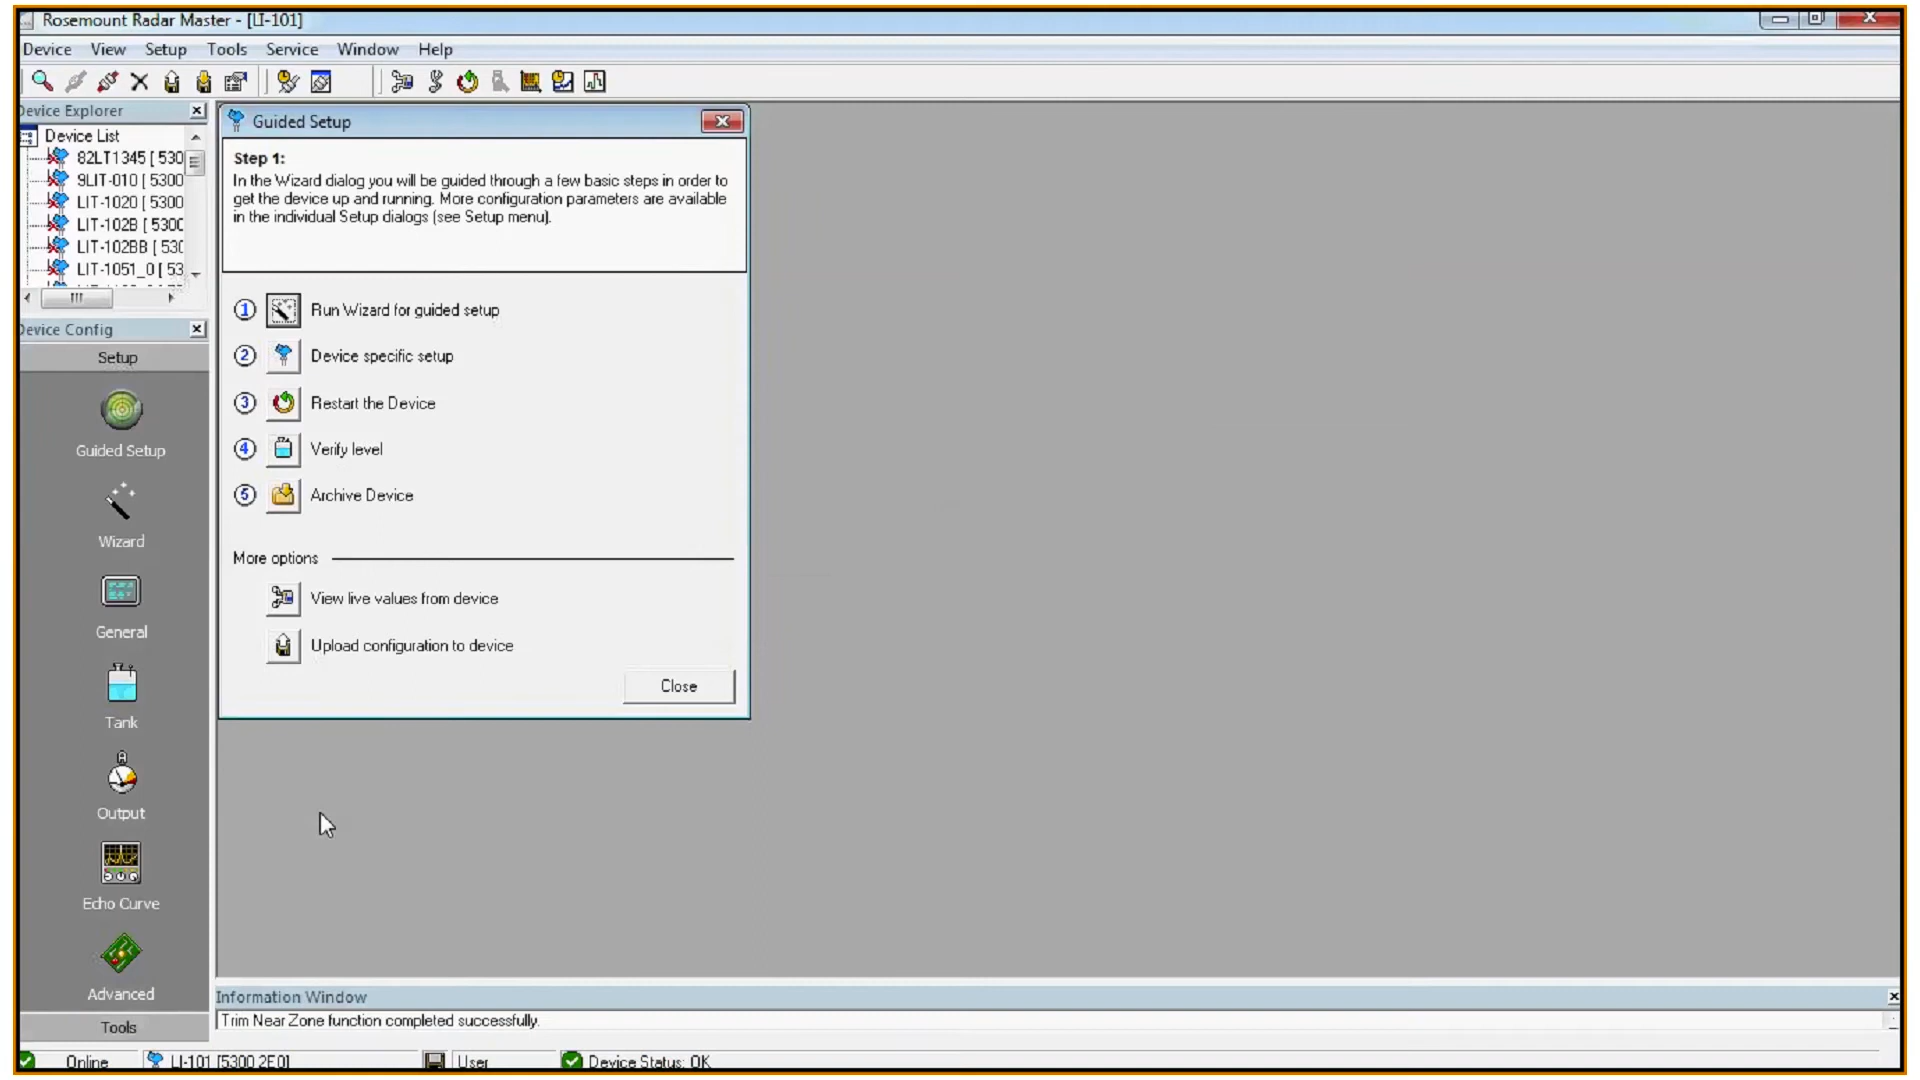 Rosemount Radar Master - [LI-101]
Device View Setup Tools Service Window Help
Device Explorer
Device List
82LT1345 [ 530
9LIT-010 [ 5300
LIT-1020 [ 5300
LIT-102B [ 5300
LIT-102BB [ 530
LIT-1051_0 [ 53
Device Config
Setup
Guided Setup
Wizard
General
Tank
Output
Echo Curve
Advanced
Tools
Guided Setup
Step 1:
In the Wizard dialog you will be guided through a few basic steps in order to
get the device up and running. More configuration parameters are available
in the individual Setup dialogs (see Setup menu).
1 Run Wizard for guided setup
2 Device specific setup
3 Restart the Device
4 Verify level
5 Archive Device
More options
View live values from device
Upload configuration to device
Close
Information Window
Trim Near Zone function completed successfully.
Online LI-101 [5300 2E0] User Device Status: OK